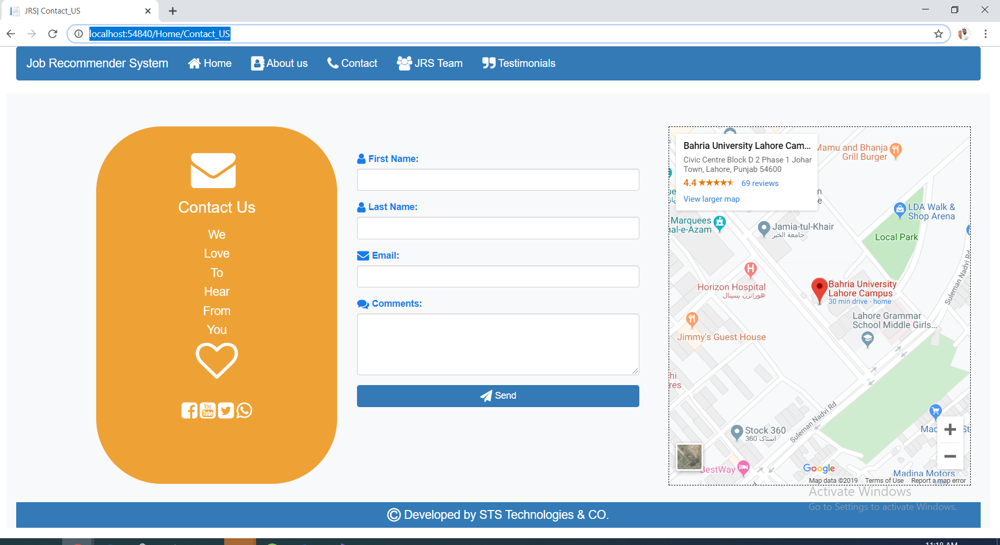 JRS| Contact_US
localhost:54840/Home/Contact_US
Job Recommender System Home About us Contact JRS Team Testimonials
Contact Us
We
Love
To
Hear
From
You
You
Tube
First Name:
Last Name:
Email:
Comments:
Send
Bahria University Lahore Cam...
Civic Centre Block D 2 Phase 1 Johar
Town, Lahore, Punjab 54600
4.4 69 reviews
View larger map
Mamu and Bhanja
Grill Burger
LDA Walk &
Shop Arena
Marquees
Jamia-tul-Khair
جامعة الخير
Local Park
H
Horizon Hospital
هورائزن ہسپتال
Bahria University
Lahore Campus
30 min drive - home
Suleman Nadvi Rd
Lahore Grammar
School Middle Girls...
Jimmy's Guest House
Suleman Nadvi Rd
Stock 360
اسٹاک 360
BestWay
Google
Madina Motors
Map data ©2019 Terms of Use Report a map error
Activate Windows
Go to Settings to activate Windows.
© Developed by STS Technologies & CO.
11:18 AM